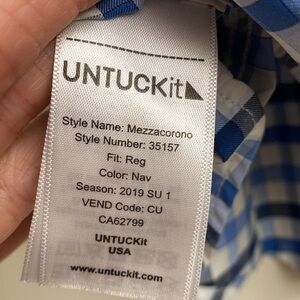 UNTUCKit
Style Name: Mezzacorono
Style Number: 35157
Fit: Reg
Color: Nav
Season: 2019 SU 1
VEND Code: CU
CA62799
UNTUCKit
USA
www.untuckit.com